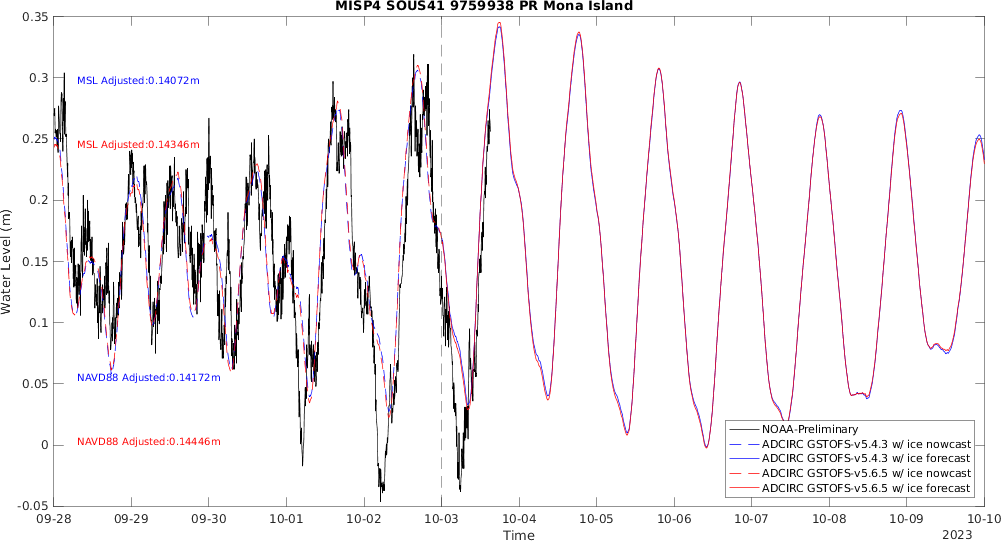 MISP4 SOUS41 9759938 PR Mona Island
0.35
0.3
0.25
0.2
0.15
0.1
0.05
0
-0.05
Water Level (m)
MSL Adjusted:0.14072m
MSL Adjusted:0.14346m
NAVD88 Adjusted:0.14172m
NAVD88 Adjusted:0.14446m
NOAA-Preliminary
ADCIRC GSTOFS-v5.4.3 w/ ice nowcast
ADCIRC GSTOFS-v5.4.3 w/ ice forecast
ADCIRC GSTOFS-v5.6.5 w/ ice nowcast
ADCIRC GSTOFS-v5.6.5 w/ ice forecast
09-28 09-29 09-30 10-01 10-02 10-03 10-04 10-05 10-06 10-07 10-08 10-09 10-10
Time
2023